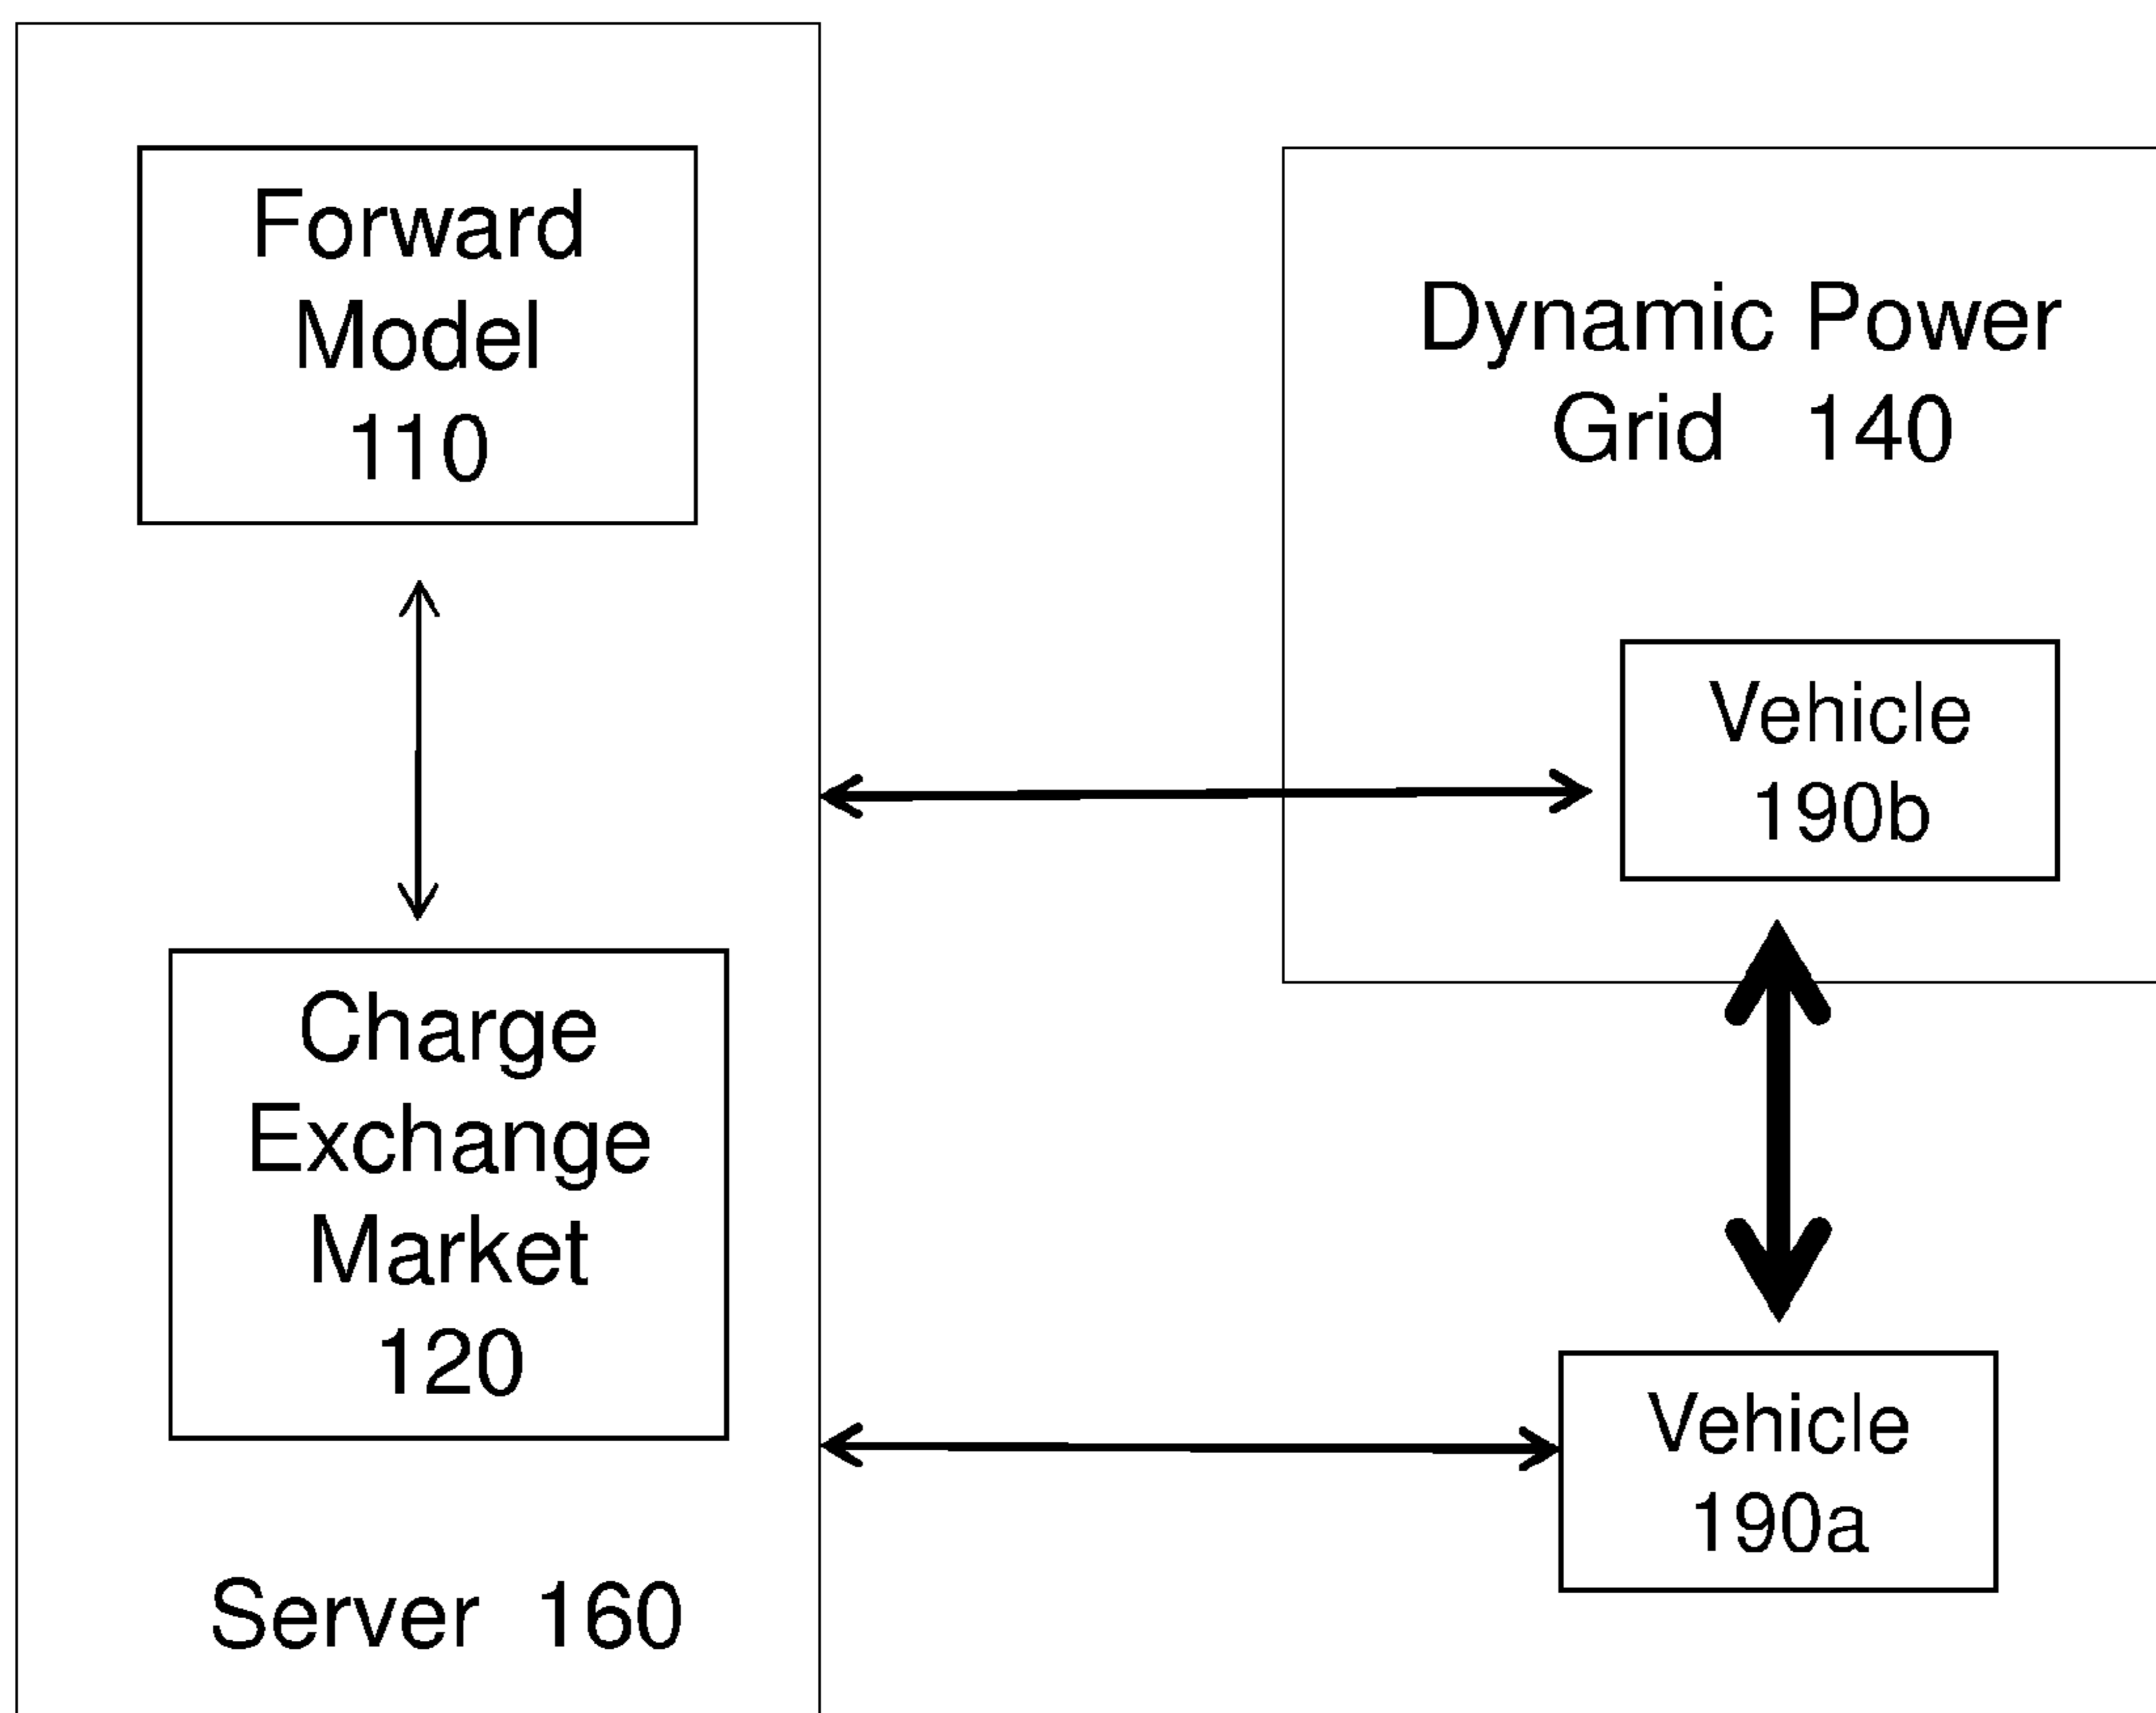 Forward
Model
110
Charge
Exchange
Market
120
Server 160
Dynamic Power
Grid 140
Vehicle
190b
Vehicle
190a